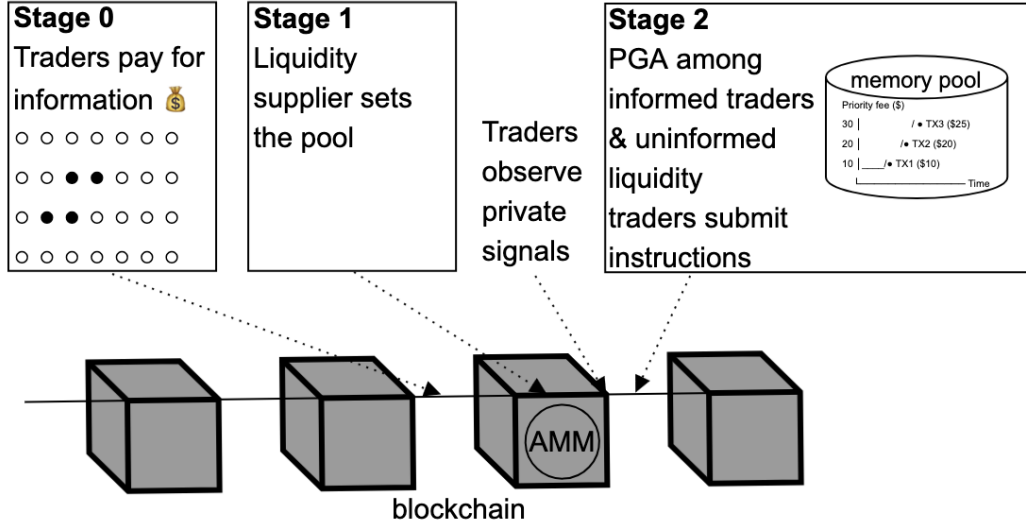 Stage 0
Traders pay for
information
Stage 1
Liquidity
supplier sets
the pool
Traders
observe
private
signals
Stage 2
PGA among
informed traders
& uninformed
liquidity
traders submit
instructions
memory pool
Priority fee ($)
30 | / ● TX3 ($25)
20 /● TX2 ($20)
10 |____/● TX1 ($10)
Time
AMM
blockchain